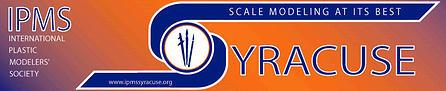 IPMS
INTERNATIONAL
PLASTIC
MODELERS'
SOCIETY
SCALE MODELING AT ITS BEST
SYRACUSE
www.ipmssyracuse.org